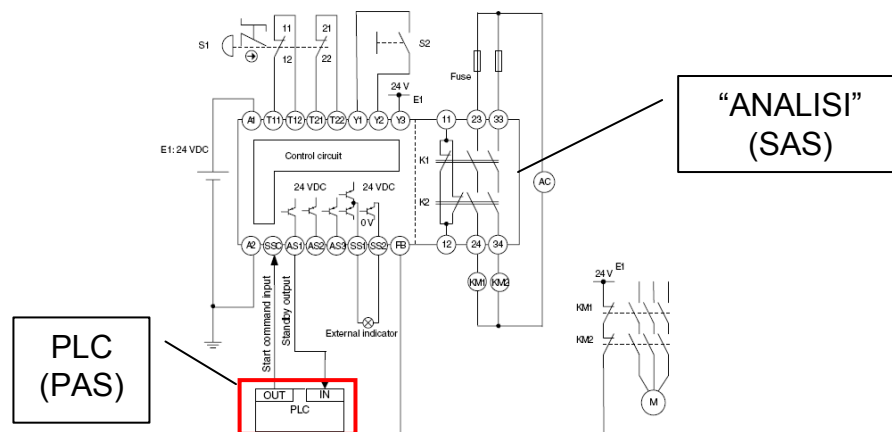 11
21
S1
12
22
S2
Fuse
24 V
E1
A1
T11
T12
T21
T22
Y1
Y2
Y3
11
23
33
“ANALISI”
(SAS)
E1: 24 VDC
Control circuit
K1
24 VDC
24 VDC
AC
K2
0 V
A2
SSC
AS1
AS2
AS3
SS1
SS2
FB
12
24
34
KM1
KM2
Start command input
Standby output
External indicator
24 V
E1
KM1
KM2
M
PLC
(PAS)
OUT
IN
PLC